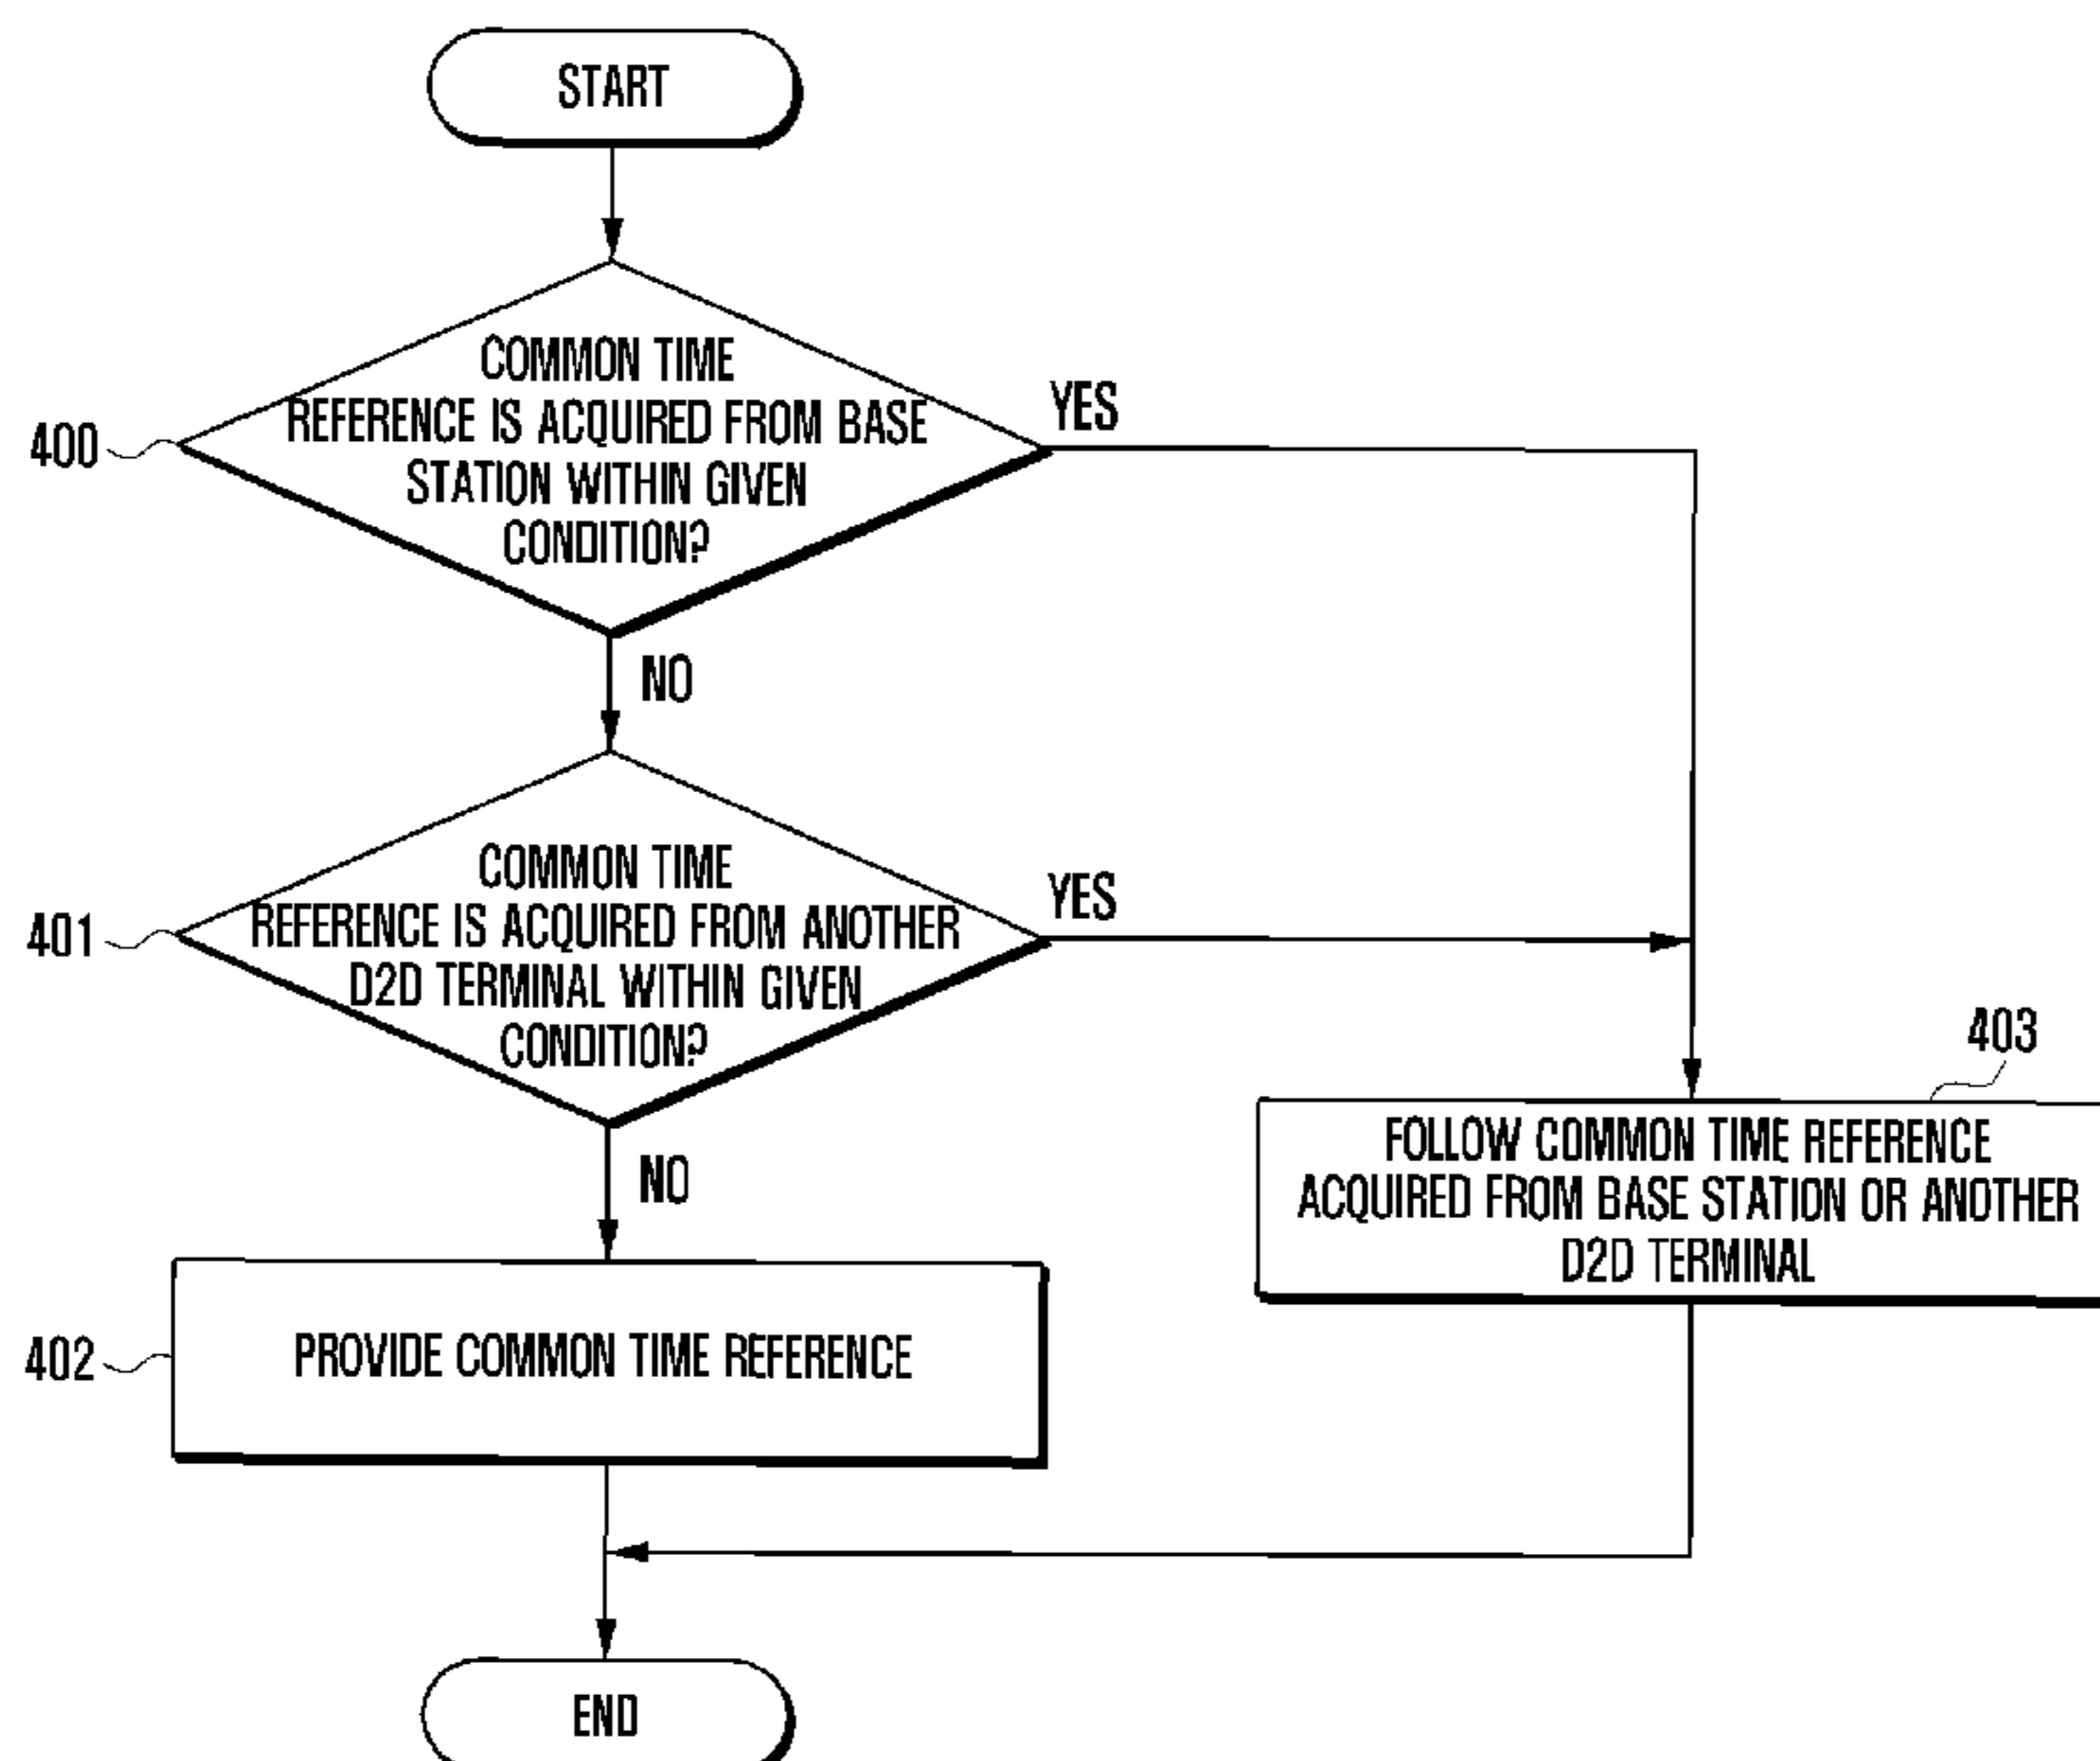 START
COMMON TIME
REFERENCE IS ACQUIRED FROM BASE
STATION WITHIN GIVEN
CONDITION?
400
YES
NO
COMMON TIME
REFERENCE IS ACQUIRED FROM ANOTHER
D2D TERMINAL WITHIN GIVEN
CONDITION?
401
YES
NO
403
FOLLOW COMMON TIME REFERENCE
ACQUIRED FROM BASE STATION OR ANOTHER
D2D TERMINAL
402
PROVIDE COMMON TIME REFERENCE
END